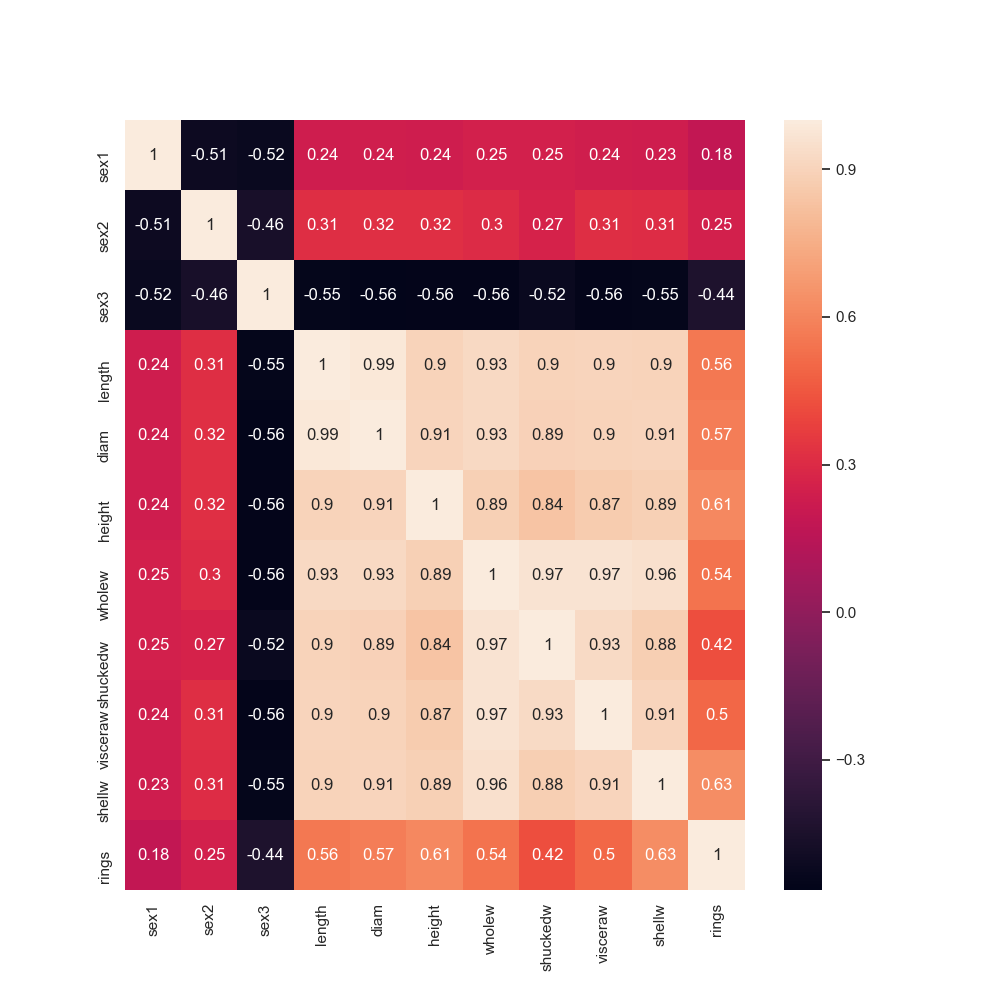 sex1 1 -0.51 -0.52 0.24 0.24 0.24 0.25 0.25 0.24 0.23 0.18
sex2 -0.51 1 -0.46 0.31 0.32 0.32 0.3 0.27 0.31 0.31 0.25
sex3 -0.52 -0.46 1 -0.55 -0.56 -0.56 -0.56 -0.52 -0.56 -0.55 -0.44
length 0.24 0.31 -0.55 1 0.99 0.9 0.93 0.9 0.9 0.9 0.56
diam 0.24 0.32 -0.56 0.99 1 0.91 0.93 0.89 0.9 0.91 0.57
height 0.24 0.32 -0.56 0.9 0.91 1 0.89 0.84 0.87 0.89 0.61
wholew 0.25 0.3 -0.56 0.93 0.93 0.89 1 0.97 0.97 0.96 0.54
shuckedw 0.25 0.27 -0.52 0.9 0.89 0.84 0.97 1 0.93 0.88 0.42
visceraw 0.24 0.31 -0.56 0.9 0.9 0.87 0.97 0.93 1 0.91 0.5
shellw 0.23 0.31 -0.55 0.9 0.91 0.89 0.96 0.88 0.91 1 0.63
rings 0.18 0.25 -0.44 0.56 0.57 0.61 0.54 0.42 0.5 0.63 1
sex1 sex2 sex3 length diam height wholew shuckedw visceraw shellw rings
0.9
0.6
0.3
0.0
−0.3